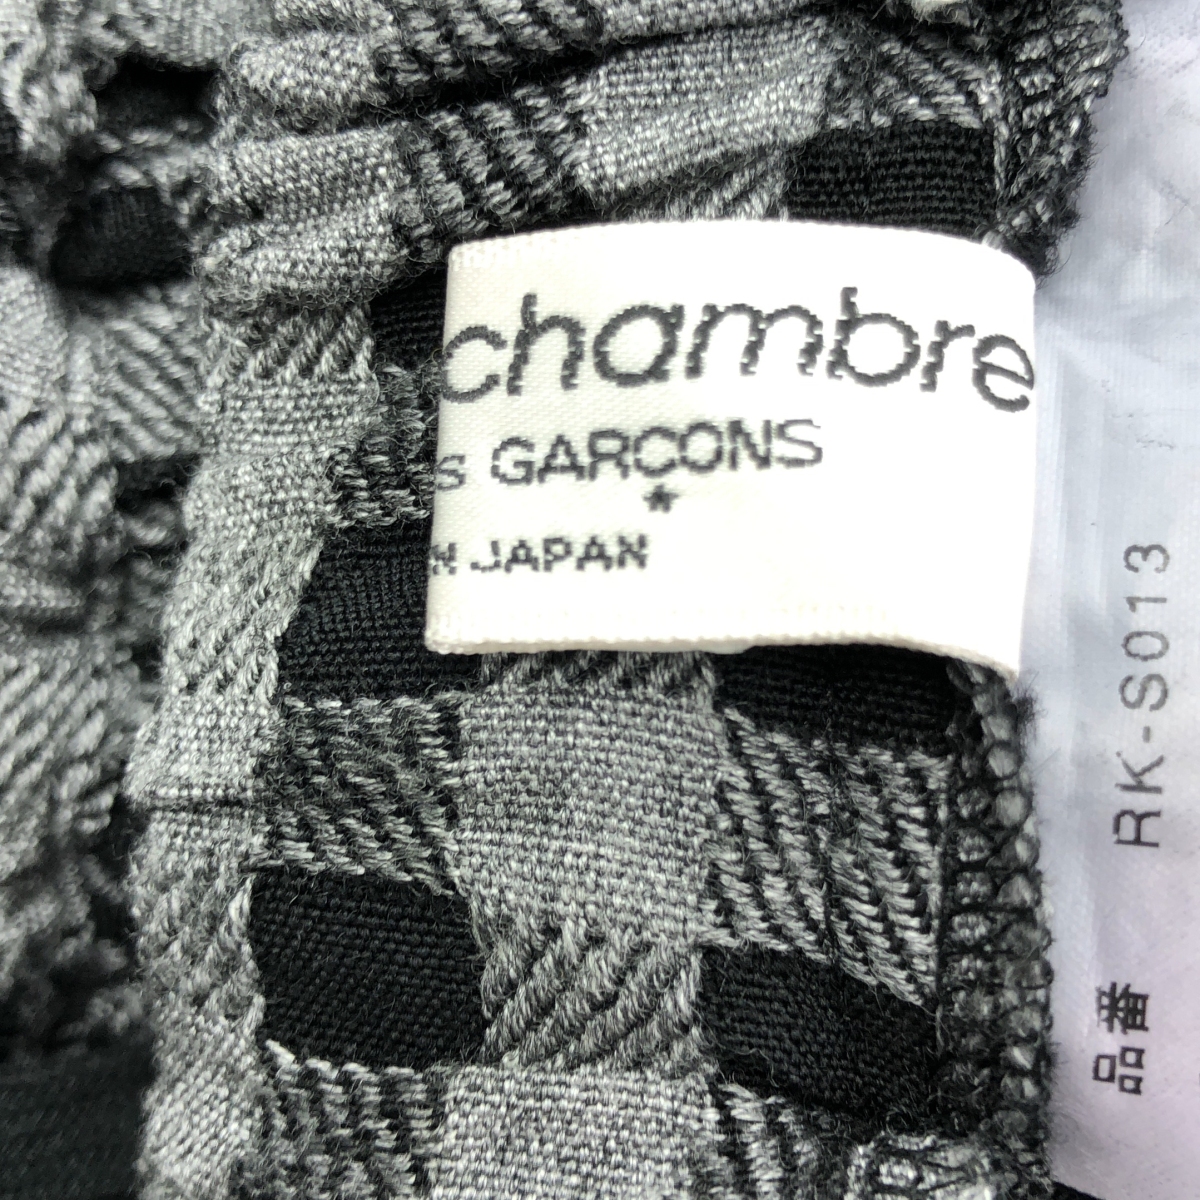 chambre
S GARÇONS
*
N JAPAN
品番 RK-S013